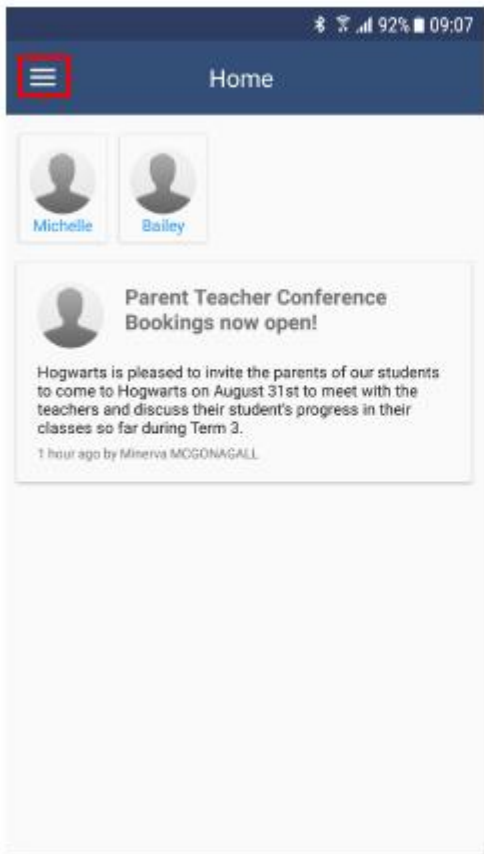 92% 09:07
Home
Michelle Bailey
Parent Teacher Conference
Bookings now open!
Hogwarts is pleased to invite the parents of our students
to come to Hogwarts on August 31st to meet with the
teachers and discuss their student's progress in their
classes so far during Term 3.
1 hour ago by Minerva MCGONAGALL